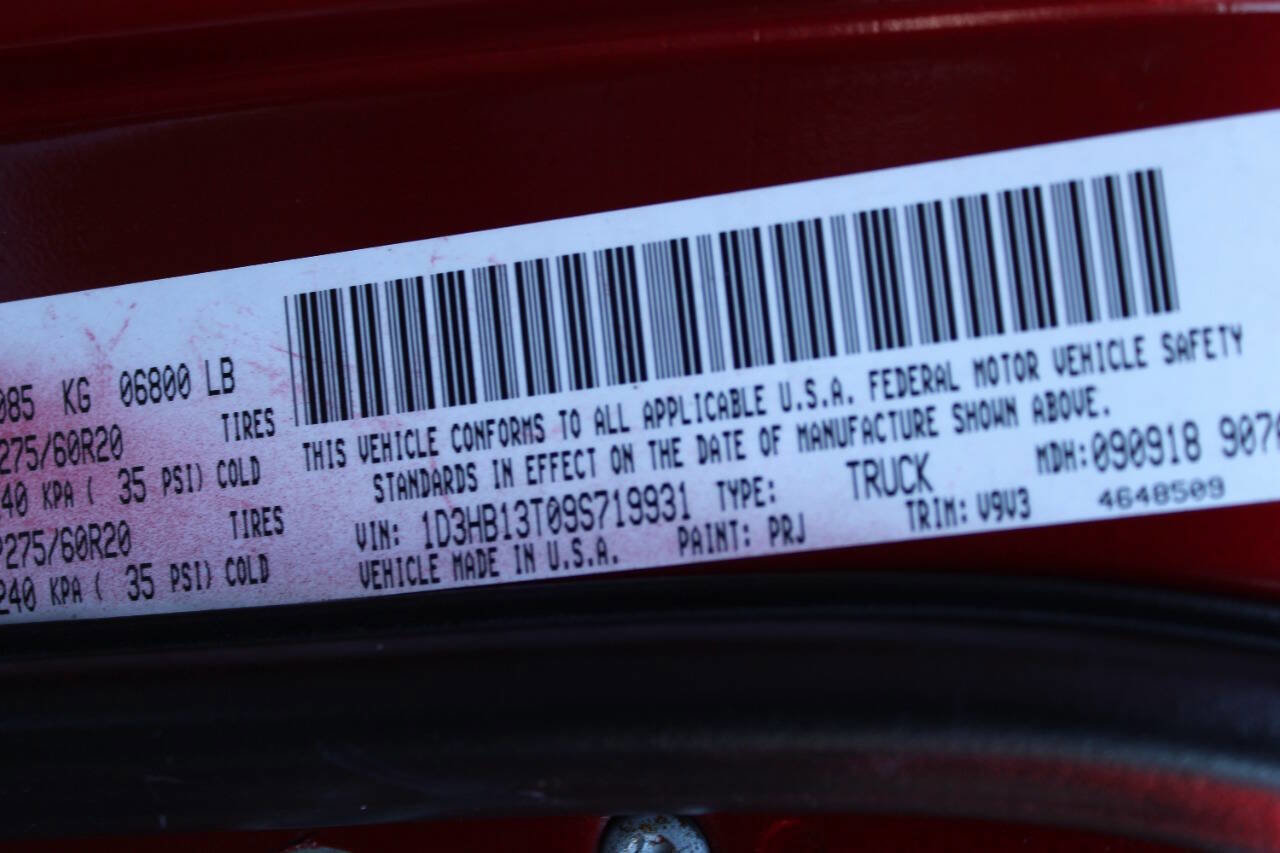 085 KG 06800 LB
275/60R20 TIRES
40 KPA ( 35 PSI) COLD
P275/60R20 TIRES
240 KPA ( 35 PSI) COLD
THIS VEHICLE CONFORMS TO ALL APPLICABLE U.S.A. FEDERAL MOTOR VEHICLE SAFETY
STANDARDS IN EFFECT ON THE DATE OF MANUFACTURE SHOWN ABOVE.
VIN: 1D3HB13T09S719931 TYPE: TRUCK MDH:090918 9070
VEHICLE MADE IN U.S.A. PAINT: PRJ TRIM: V9V3 4648509